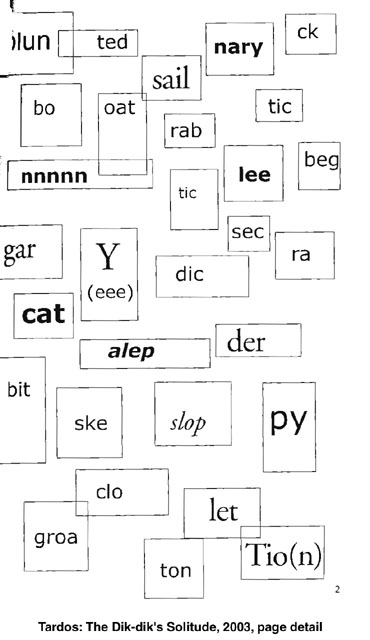 ck
plun
ted
nary
sail
bo
oat
tic
rab
beg
nnnnn
lee
tic
sec
gar
Y
(eee)
ra
dic
cat
der
alep
bit
ske
slop
py
clo
let
groa
Tio(n)
ton
2
Tardos: The Dik-dik's Solitude, 2003, page detail